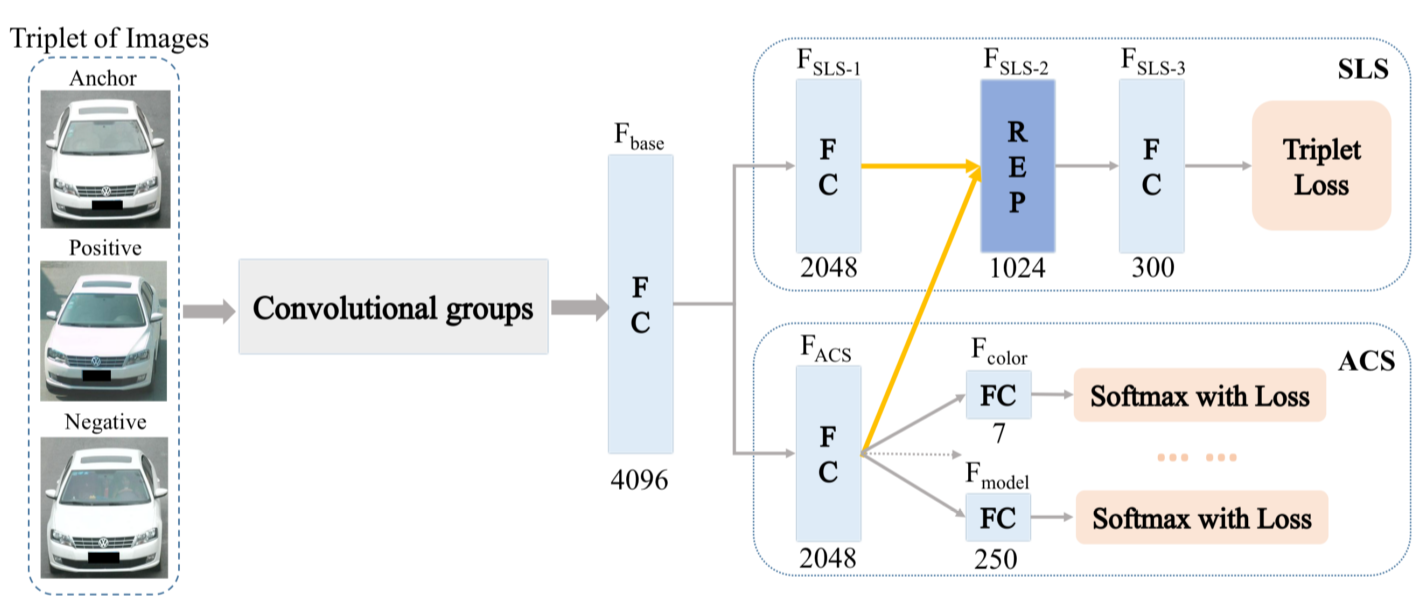 Triplet of Images
Anchor
Positive
Negative
Convolutional groups
F_base
F
C
4096
SLS
F_SLS-1
F
C
2048
F_SLS-2
R
E
P
1024
F_SLS-3
F
C
300
Triplet
Loss
ACS
F_ACS
F
C
2048
F_color
FC
7
Softmax with Loss
... ...
F_model
FC
250
Softmax with Loss